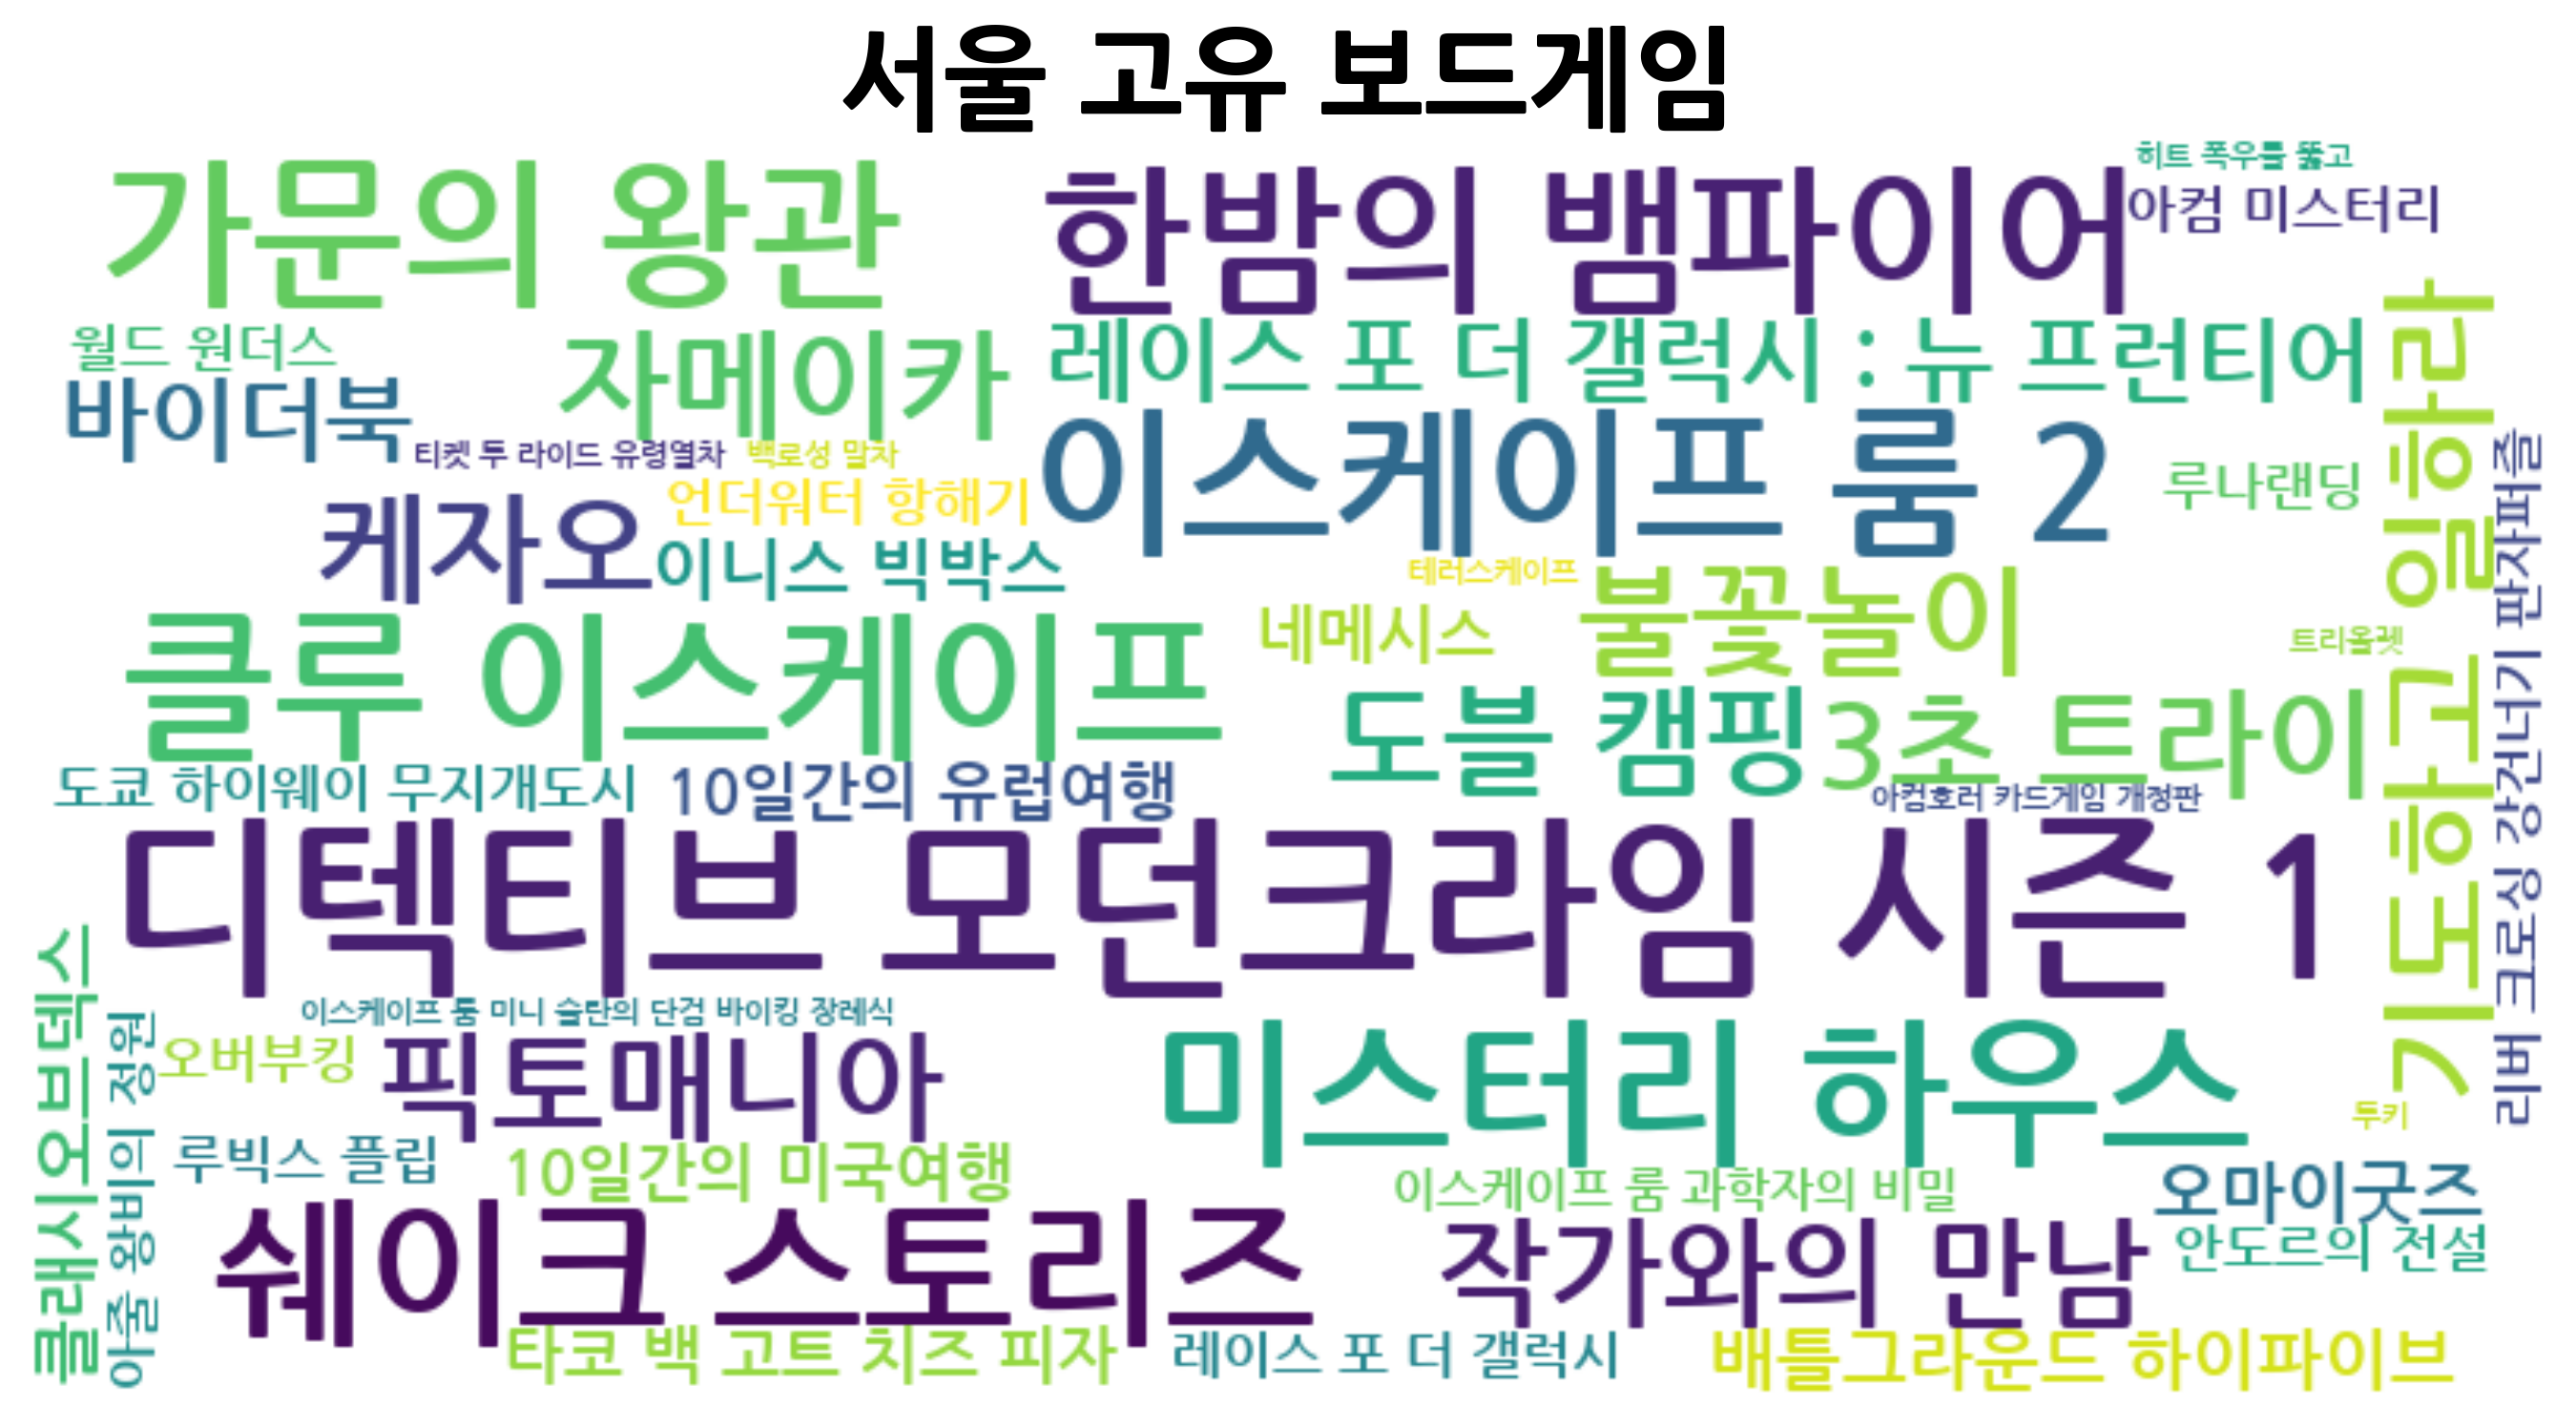 서울 고유 보드게임
히트 폭우를 뚫고
가문의 왕관
한밤의 뱀파이어
아컴 미스터리
월드 원더스
자메이카
레이스 포 더 갤럭시 : 뉴 프런티어
기도하고 일하라
바이더북
티켓 투 라이드 유령열차
백로성 말차
이스케이프 룸 2
루나랜딩
리버 크로싱 강건너기 판자퍼즐
케자오
언더워터 항해기
이니스 빅박스
테러스케이프
불꽃놀이
네메시스
트리올렛
클루 이스케이프
도블 캠핑
3초 트라이
도쿄 하이웨이 무지개도시
10일간의 유럽여행
아컴호러 카드게임 개정판
디텍티브 모던크라임 시즌 1
클래시오브덱스
아줄 왕비의 정원
이스케이프 룸 미니 술탄의 단검 바이킹 장례식
오버부킹
픽토매니아
미스터리 하우스
투키
루빅스 플립
10일간의 미국여행
이스케이프 룸 과학자의 비밀
오마이굿즈
쉐이크 스토리즈
작가와의 만남
안도르의 전설
타코 백 고트 치즈 피자
레이스 포 더 갤럭시
배틀그라운드 하이파이브